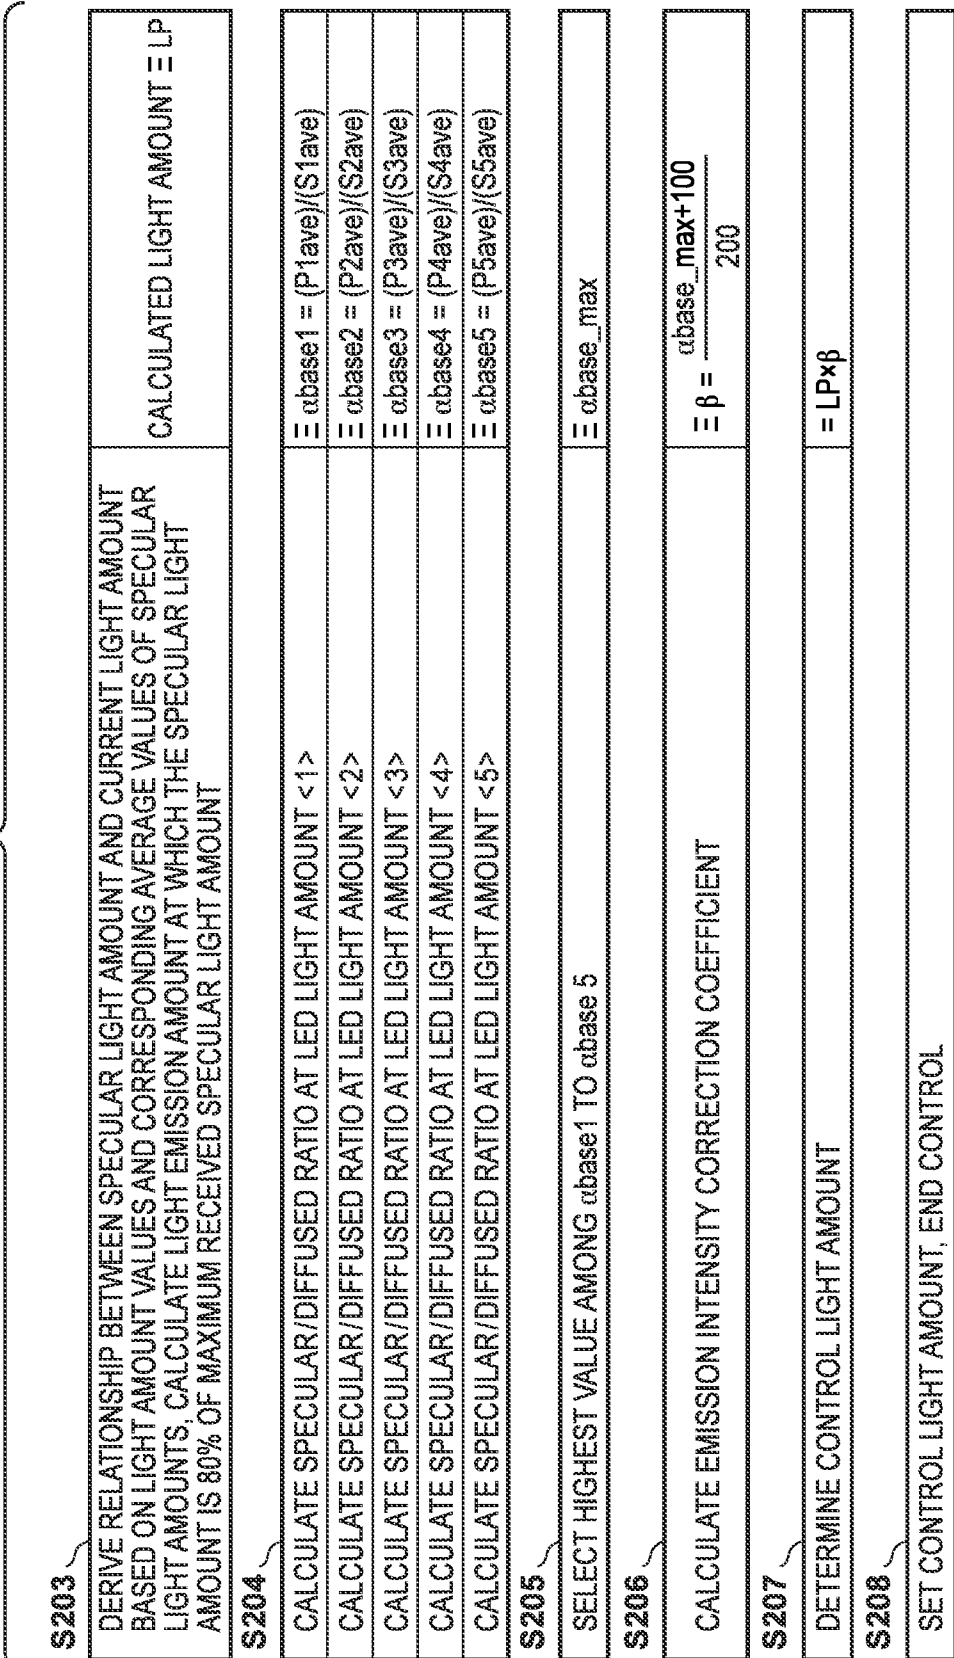 S203
DERIVE RELATIONSHIP BETWEEN SPECULAR LIGHT AMOUNT AND CURRENT LIGHT AMOUNT
BASED ON LIGHT AMOUNT VALUES AND CORRESPONDING AVERAGE VALUES OF SPECULAR
LIGHT AMOUNTS, CALCULATE LIGHT EMISSION AMOUNT AT WHICH THE SPECULAR LIGHT
AMOUNT IS 80% OF MAXIMUM RECEIVED SPECULAR LIGHT AMOUNT
CALCULATED LIGHT AMOUNT Ξ LP
S204
CALCULATE SPECULAR/DIFFUSED RATIO AT LED LIGHT AMOUNT <1> Ξ αbase1 = (P1ave)/(S1ave)
CALCULATE SPECULAR/DIFFUSED RATIO AT LED LIGHT AMOUNT <2> Ξ αbase2 = (P2ave)/(S2ave)
CALCULATE SPECULAR/DIFFUSED RATIO AT LED LIGHT AMOUNT <3> Ξ αbase3 = (P3ave)/(S3ave)
CALCULATE SPECULAR/DIFFUSED RATIO AT LED LIGHT AMOUNT <4> Ξ αbase4 = (P4ave)/(S4ave)
CALCULATE SPECULAR/DIFFUSED RATIO AT LED LIGHT AMOUNT <5> Ξ αbase5 = (P5ave)/(S5ave)
S205
SELECT HIGHEST VALUE AMONG αbase1 TO αbase 5 Ξ αbase_max
S206
CALCULATE EMISSION INTENSITY CORRECTION COEFFICIENT Ξ β = αbase_max+100
200
S207
DETERMINE CONTROL LIGHT AMOUNT = LP×β
S208
SET CONTROL LIGHT AMOUNT, END CONTROL